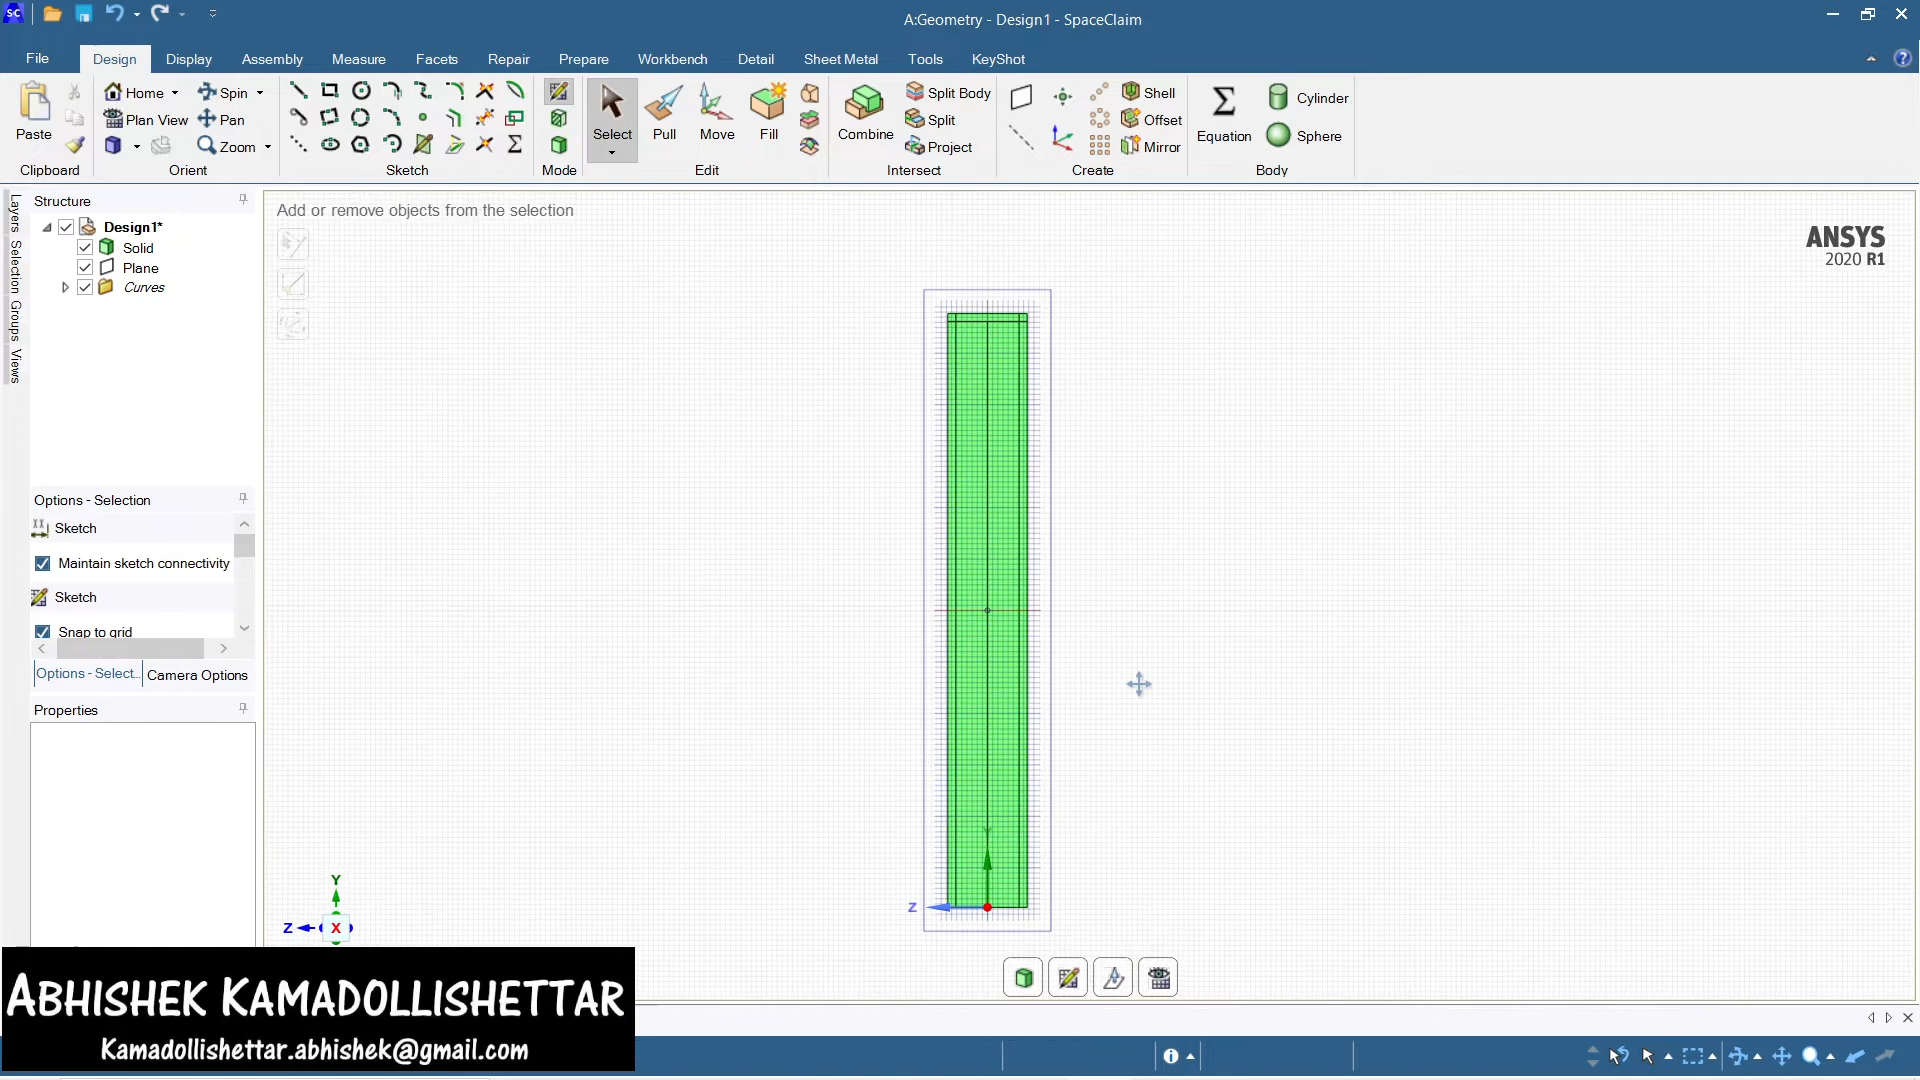 SC
A:Geometry - Design1 - SpaceClaim
File
Design
Display
Assembly
Measure
Facets
Repair
Prepare
Workbench
Detail
Sheet Metal
Tools
KeyShot
Paste
Clipboard
Home
Spin
Plan View
Pan
Zoom
Orient
Sketch
Mode
Select
Pull
Move
Fill
Edit
Combine
Split Body
Split
Project
Intersect
Shell
Offset
Mirror
Create
Equation
Cylinder
Sphere
Body
Layers
Selection
Groups
Views
Structure
Design1*
Solid
Plane
Curves
Options - Selection
Sketch
Maintain sketch connectivity
Sketch
Snap to grid
Options - Select...
Camera Options
Properties
Add or remove objects from the selection
ANSYS
2020 R1
Y
Z
Y
Z
X
ABHISHEK KAMADOLLISHETTAR
Kamadollishettar.abhishek@gmail.com